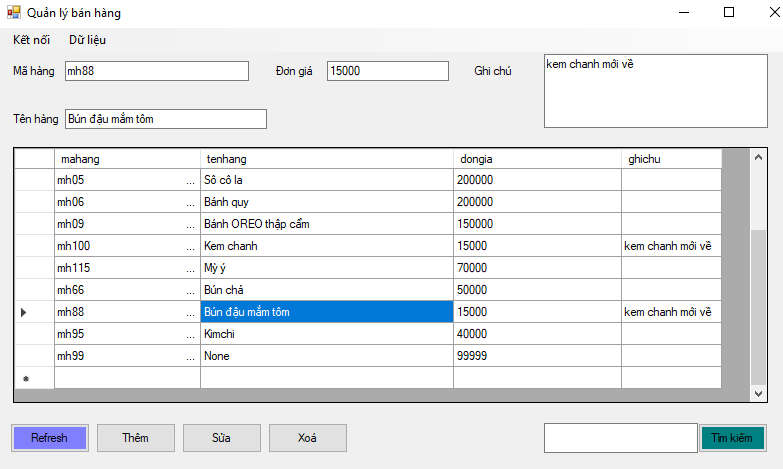 Quản lý bán hàng
Kết nối Dữ liệu
Mã hàng mh88 Đơn giá 15000 Ghi chú kem chanh mới về
Tên hàng Bún đậu mắm tôm
mahang tenhang dongia ghichu
mh05 ... Sô cô la 200000
mh06 ... Bánh quy 200000
mh09 ... Bánh OREO thập cẩm 150000
mh100 ... Kem chanh 15000 kem chanh mới về
mh115 ... Mỳ ý 70000
mh66 ... Bún chả 50000
mh88 ... Bún đậu mắm tôm 15000 kem chanh mới về
mh95 ... Kimchi 40000
mh99 ... None 99999
Refresh Thêm Sửa Xoá Tìm kiếm